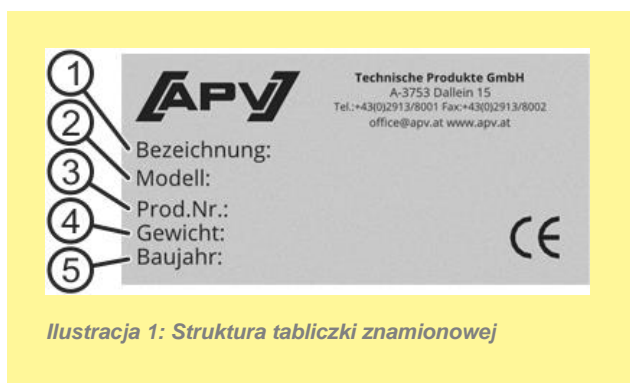 1
2
3
4
5
APV
Technische Produkte GmbH
A-3753 Dallein 15
Tel.:+43(0)2913/8001 Fax:+43(0)2913/8002
office@apv.at www.apv.at
Bezeichnung:
Modell:
Prod.Nr.:
Gewicht:
Baujahr:
CE
Ilustracja 1: Struktura tabliczki znamionowej